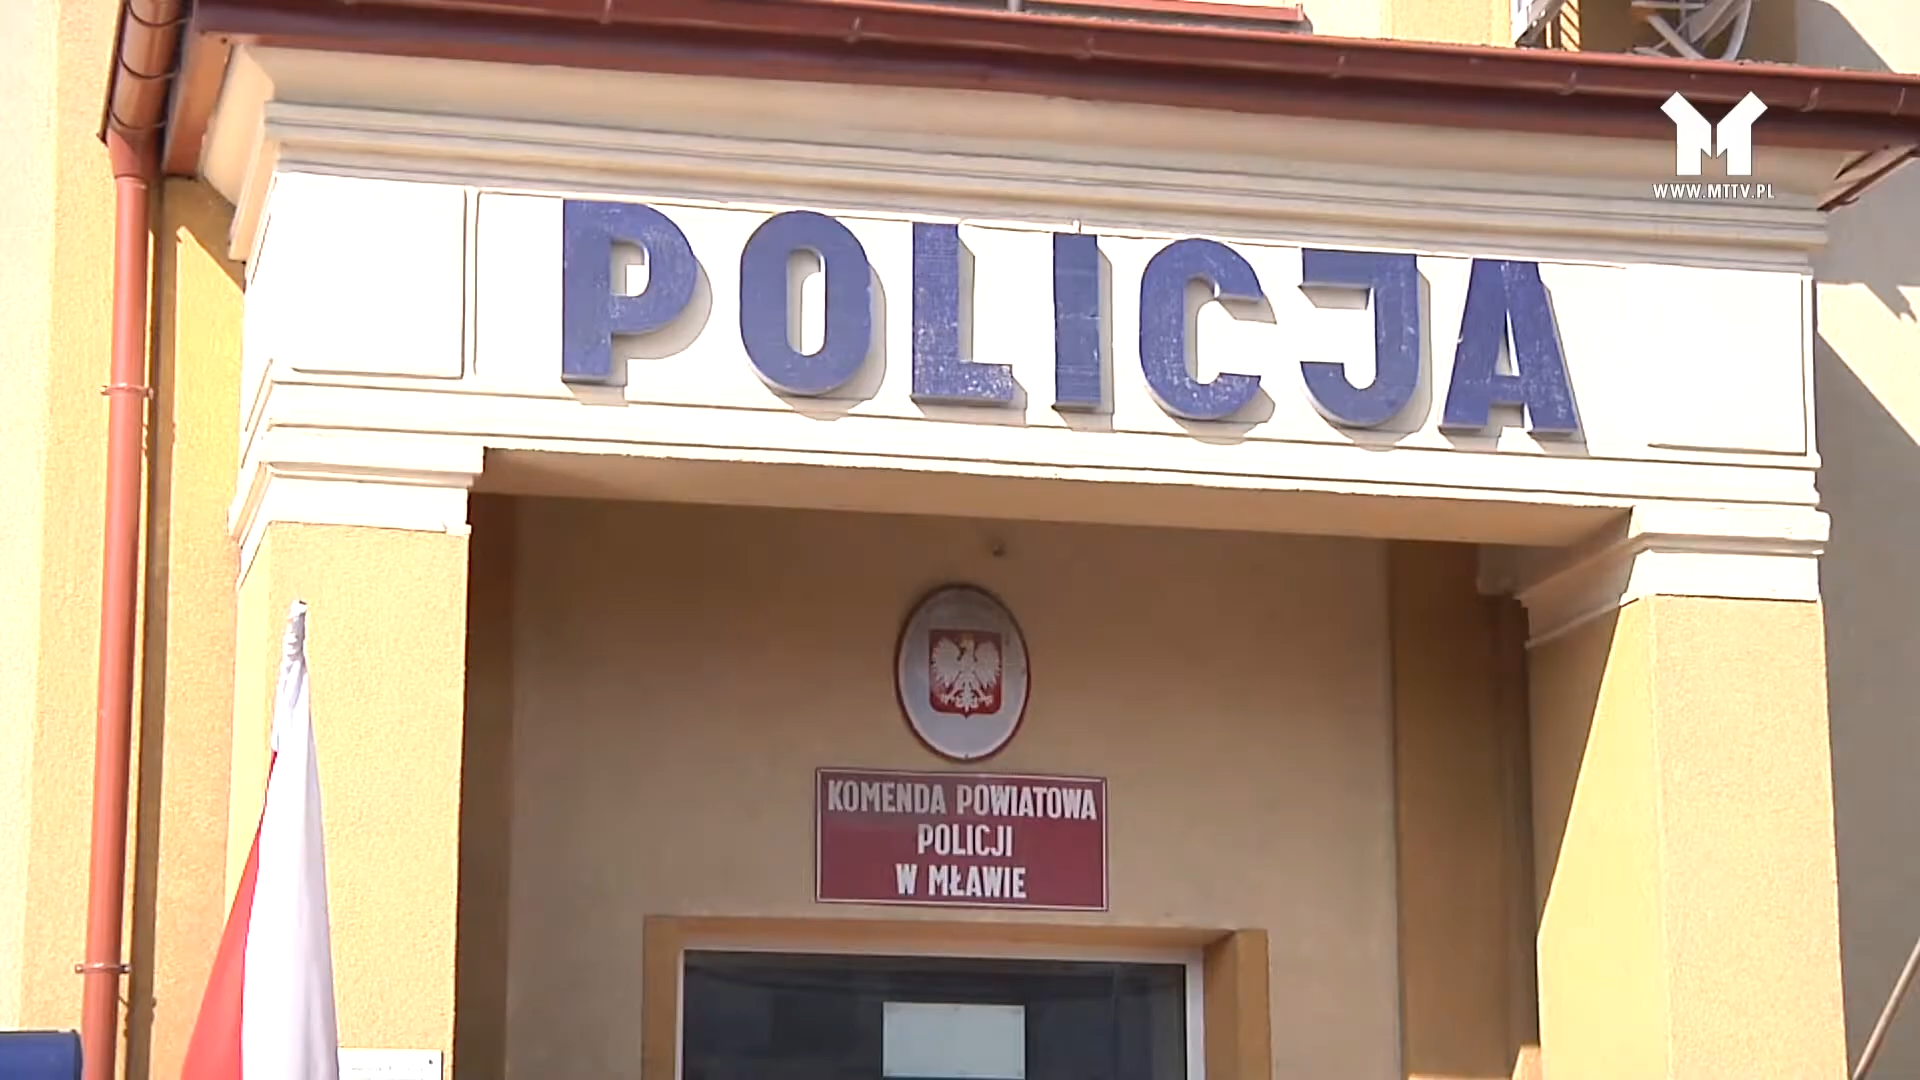 WWW.MTTV.PL
POLICJA
KOMENDA POWIATOWA
POLICJI
W MŁAWIE